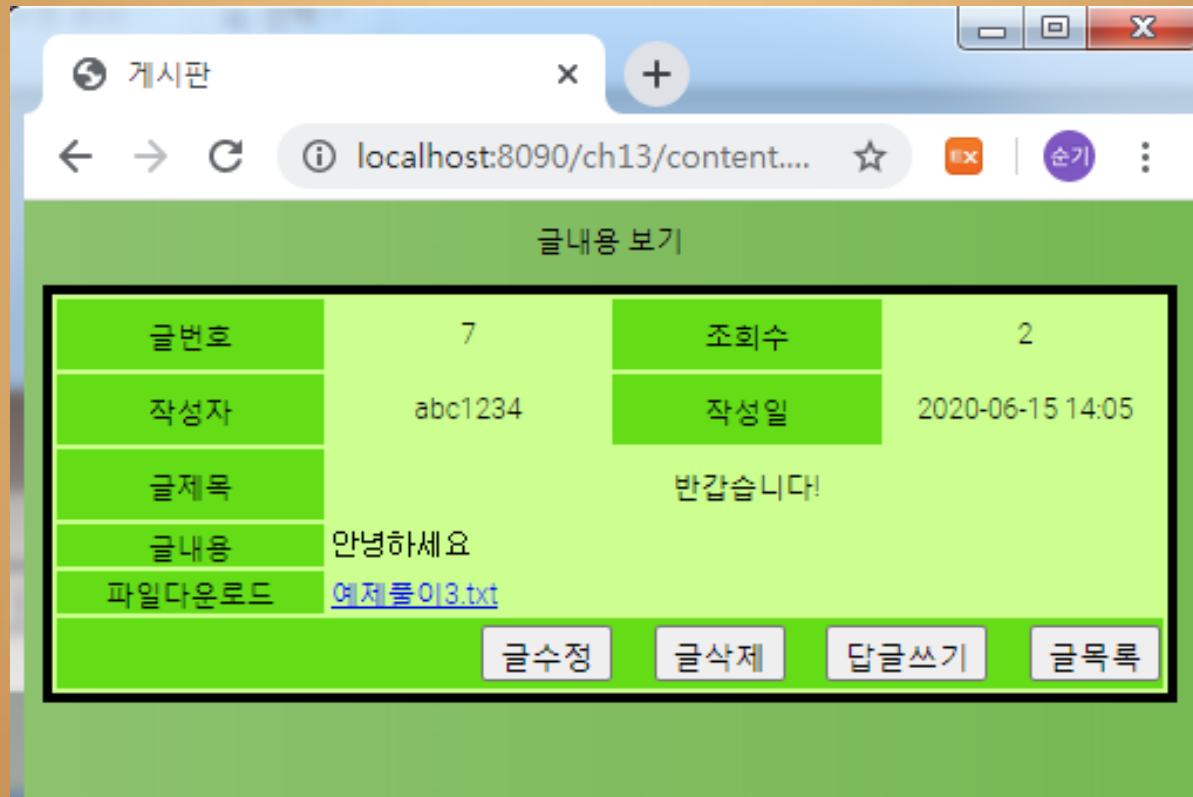 게시판
localhost:8090/ch13/content....
EX
순기
글내용 보기
글번호 7 조회수 2
작성자 abc1234 작성일 2020-06-15 14:05
글제목 반갑습니다!
글내용 안녕하세요
파일다운로드 예제풀이3.txt
글수정 글삭제 답글쓰기 글목록